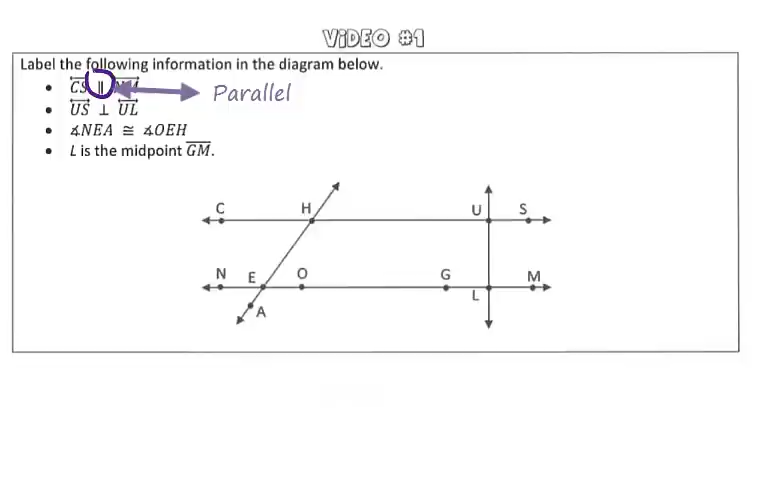 ViDEO #1
Label the following information in the diagram below.
• CS ∥ NM Parallel
• US ⊥ UL
• ∡NEA ≅ ∡OEH
• L is the midpoint GM.
C H U S
N E O G M
L
A